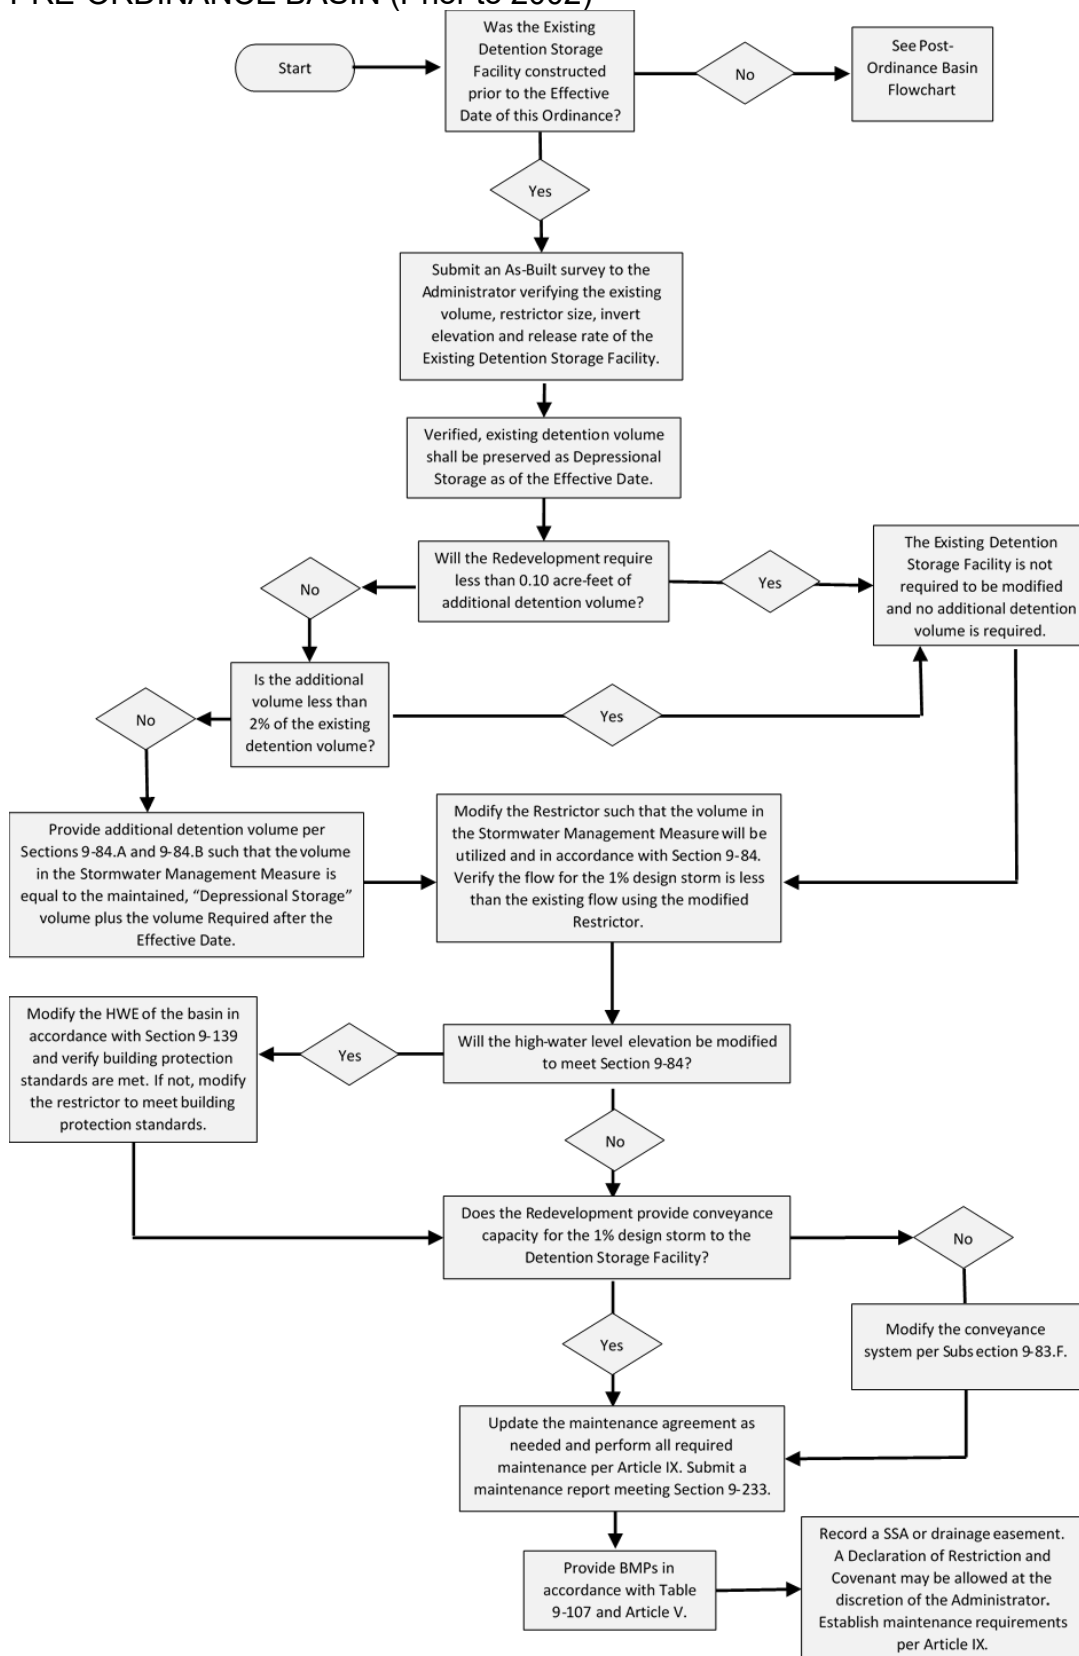 PRE-ORDINANCE BASIN (Prior to 2002)
Start
Was the Existing
Detention Storage
Facility constructed
prior to the Effective
Date of this Ordinance?
No
See Post-
Ordinance Basin
Flowchart
Yes
Submit an As-Built survey to the
Administrator verifying the existing
volume, restrictor size, invert
elevation and release rate of the
Existing Detention Storage Facility.
Verified, existing detention volume
shall be preserved as Depressional
Storage as of the Effective Date.
Will the Redevelopment require
less than 0.10 acre-feet of
additional detention volume?
Yes
The Existing Detention
Storage Facility is not
required to be modified
and no additional detention
volume is required.
No
Is the additional
volume less than
2% of the existing
detention volume?
Yes
No
Provide additional detention volume per
Sections 9-84.A and 9-84.B such that the volume
in the Stormwater Management Measure is
equal to the maintained, “Depressional Storage”
volume plus the volume Required after the
Effective Date.
Modify the Restrictor such that the volume in
the Stormwater Management Measure will be
utilized and in accordance with Section 9-84.
Verify the flow for the 1% design storm is less
than the existing flow using the modified
Restrictor.
Will the high-water level elevation be modified
to meet Section 9-84?
Yes
Modify the HWE of the basin in
accordance with Section 9-139
and verify building protection
standards are met. If not, modify
the restrictor to meet building
protection standards.
No
Does the Redevelopment provide conveyance
capacity for the 1% design storm to the
Detention Storage Facility?
No
Modify the conveyance
system per Subsection 9-83.F.
Yes
Update the maintenance agreement as
needed and perform all required
maintenance per Article IX. Submit a
maintenance report meeting Section 9-233.
Provide BMPs in
accordance with Table
9-107 and Article V.
Record a SSA or drainage easement.
A Declaration of Restriction and
Covenant may be allowed at the
discretion of the Administrator.
Establish maintenance requirements
per Article IX.